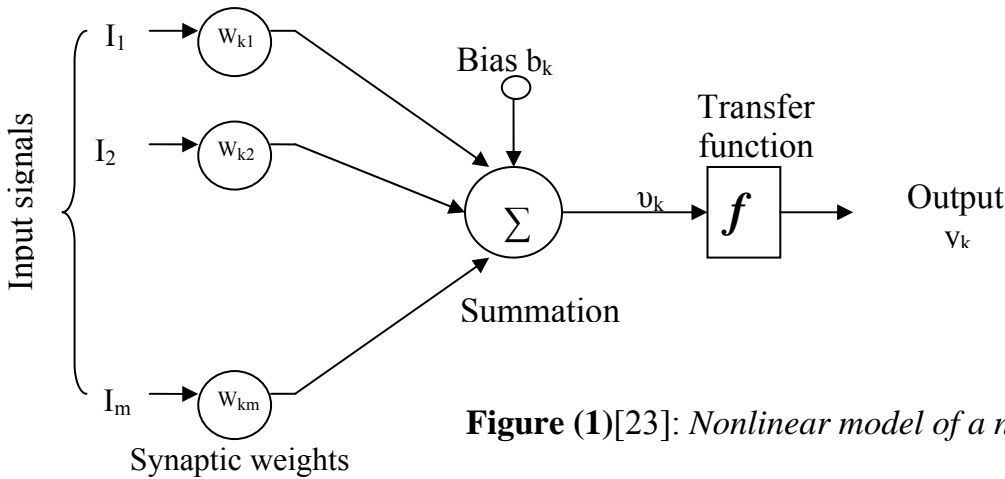 Input signals
I1
Wk1
I2
Wk2
Im
Wkm
Synaptic weights
Bias bk
∑
Summation
υk
Transfer
function
f
Output
Figure (1)[23]: Nonlinear model of a